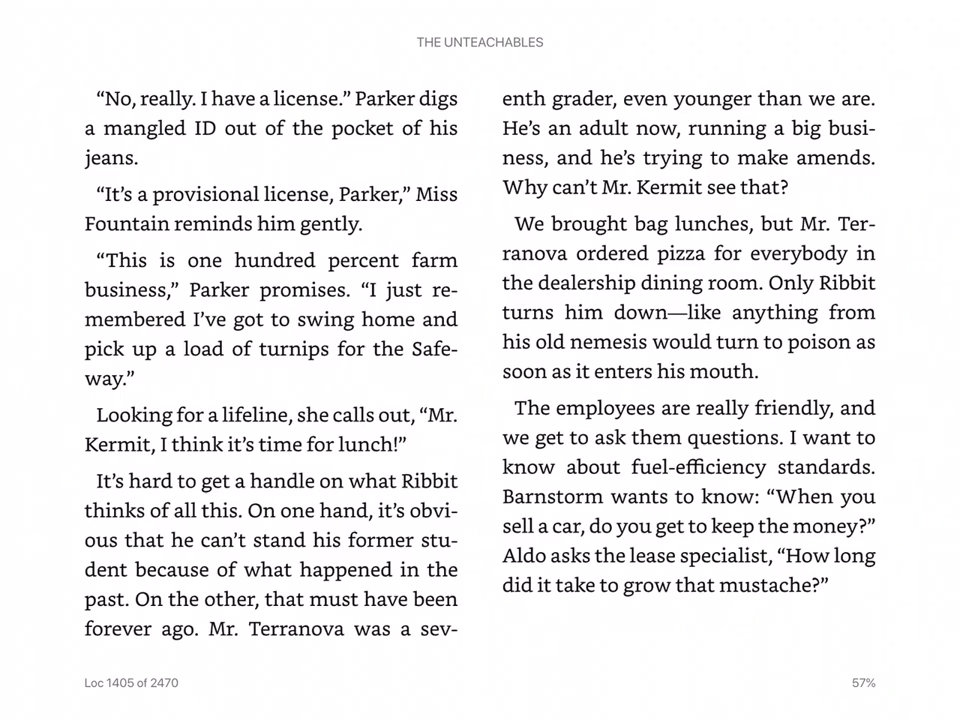 THE UNTEACHABLES
“No, really. I have a license.” Parker digs
a mangled ID out of the pocket of his
jeans.
“It’s a provisional license, Parker,” Miss
Fountain reminds him gently.
“This is one hundred percent farm
business,” Parker promises. “I just re-
membered I’ve got to swing home and
pick up a load of turnips for the Safe-
way.”
Looking for a lifeline, she calls out, “Mr.
Kermit, I think it’s time for lunch!”
It’s hard to get a handle on what Ribbit
thinks of all this. On one hand, it’s obvi-
ous that he can’t stand his former stu-
dent because of what happened in the
past. On the other, that must have been
forever ago. Mr. Terranova was a sev-
enth grader, even younger than we are.
He’s an adult now, running a big busi-
ness, and he’s trying to make amends.
Why can’t Mr. Kermit see that?
We brought bag lunches, but Mr. Ter-
ranova ordered pizza for everybody in
the dealership dining room. Only Ribbit
turns him down—like anything from
his old nemesis would turn to poison as
soon as it enters his mouth.
The employees are really friendly, and
we get to ask them questions. I want to
know about fuel-efficiency standards.
Barnstorm wants to know: “When you
sell a car, do you get to keep the money?”
Aldo asks the lease specialist, “How long
did it take to grow that mustache?”
Loc 1405 of 2470
57%